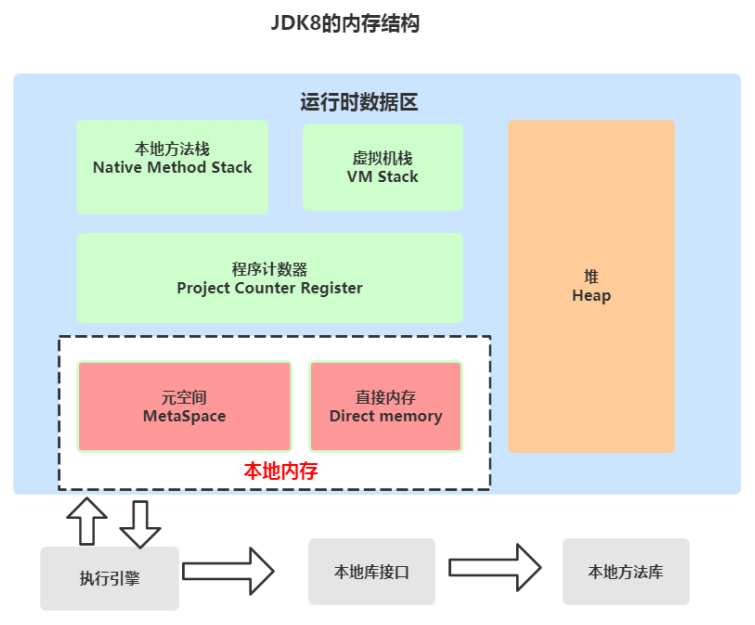 JDK8的内存结构
运行时数据区
本地方法栈
Native Method Stack
虚拟机栈
VM Stack
程序计数器
Project Counter Register
堆
Heap
元空间
MetaSpace
直接内存
Direct memory
本地内存
执行引擎
本地库接口
本地方法库